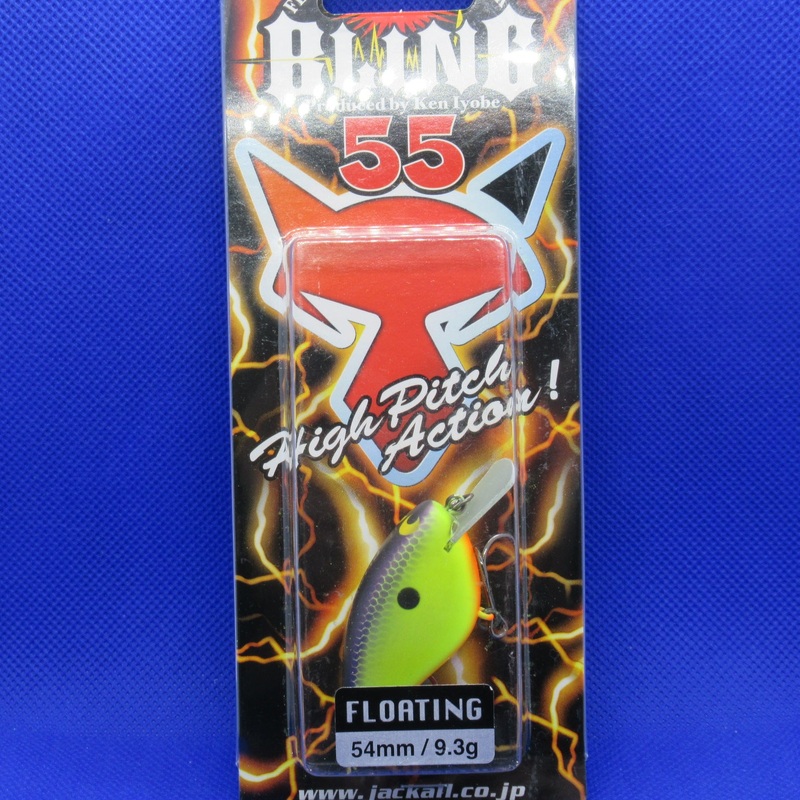 BLING
Produced by Ken Iyobe
55
High Pitch
Action!
FLOATING
54mm / 9.3g
www.jackall.co.jp